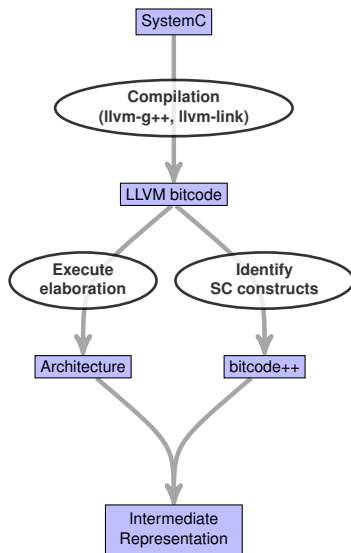 SystemC
Compilation
(llvm-g++, llvm-link)
LLVM bitcode
Execute
elaboration
Identify
SC constructs
Architecture
bitcode++
Intermediate
Representation